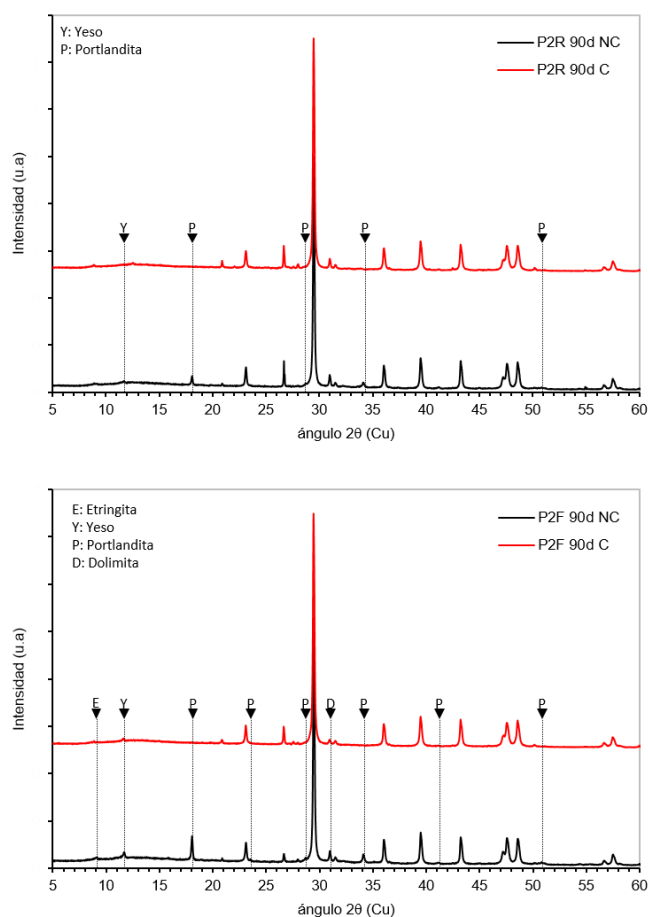 Y: Yeso
P: Portlandita
P2R 90d NC
P2R 90d C
Intensidad (u.a)
Y P P P P
5 10 15 20 25 30 35 40 45 50 55 60
ángulo 2θ (Cu)
E: Etringita
Y: Yeso
P: Portlandita
D: Dolimita
P2F 90d NC
P2F 90d C
Intensidad (u.a)
E Y P P P D P P P
5 10 15 20 25 30 35 40 45 50 55 60
ángulo 2θ (Cu)